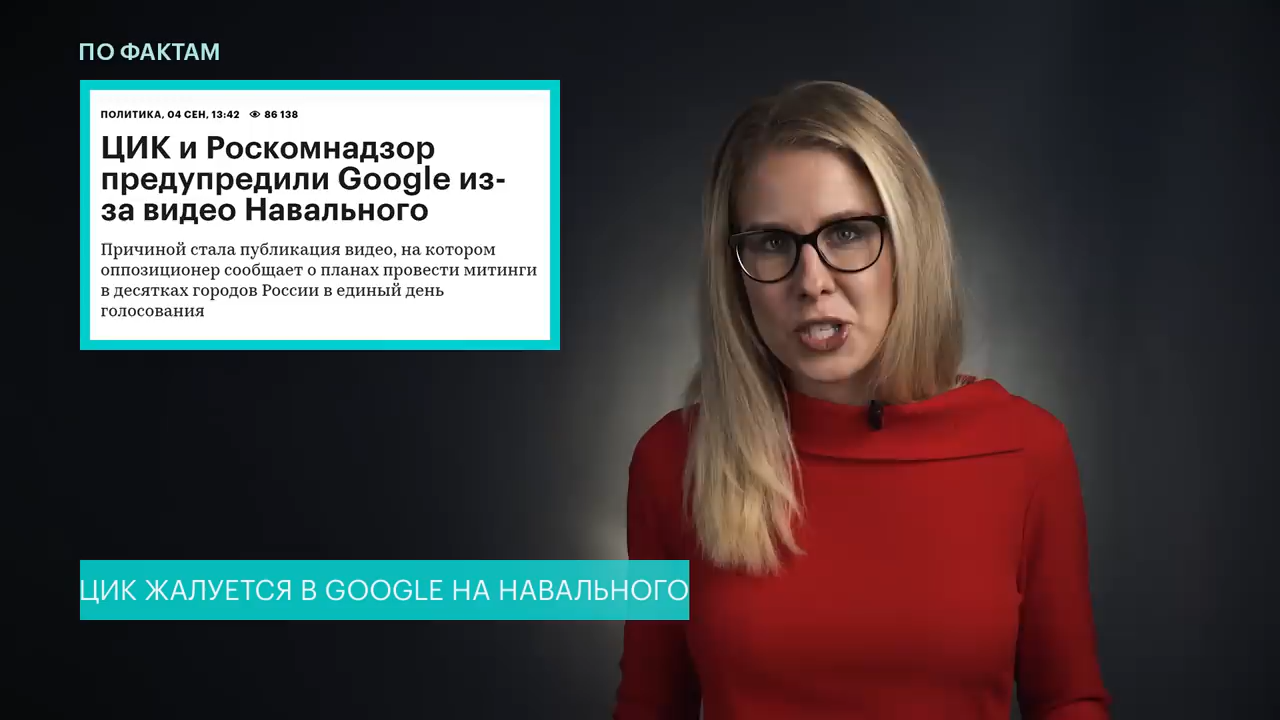 ПО ФАКТАМ
ПОЛИТИКА, 04 СЕН, 13:42 86 138
ЦИК и Роскомнадзор
предупредили Google из-
за видео Навального
Причиной стала публикация видео, на котором
оппозиционер сообщает о планах провести митинги
в десятках городов России в единый день
голосования
ЦИК ЖАЛУЕТСЯ В GOOGLE НА НАВАЛЬНОГО